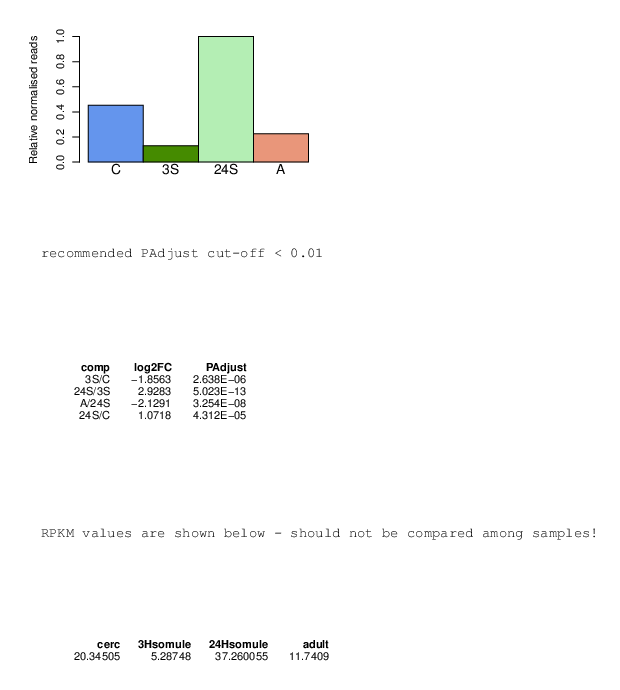 Relative normalised reads
1.0
0.8
0.6
0.4
0.2
0.0
C 3S 24S A
recommended PAdjust cut-off < 0.01
comp log2FC PAdjust
3S/C −1.8563 2.638E−06
24S/3S 2.9283 5.023E−13
A/24S −2.1291 3.254E−08
24S/C 1.0718 4.312E−05
RPKM values are shown below - should not be compared among samples!
cerc 3Hsomule 24Hsomule adult
20.34505 5.28748 37.260055 11.7409